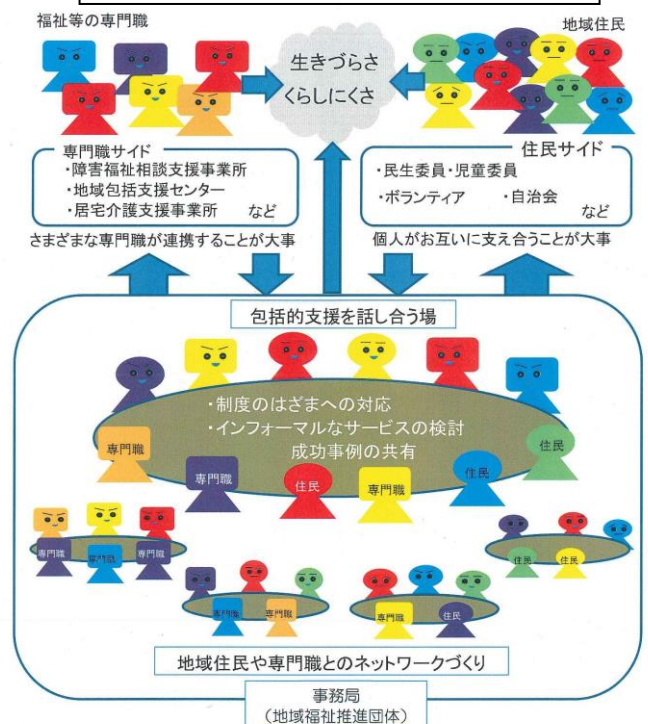 福祉等の専門職
地域住民
生きづらさ
くらしにくさ
専門職サイド
・障害福祉相談支援事業所
・地域包括支援センター
・居宅介護支援事業所 など
住民サイド
・民生委員・児童委員
・ボランティア ・自治会
など
さまざまな専門職が連携することが大事
個人がお互いに支え合うことが大事
包括的支援を話し合う場
・制度のはざまへの対応
・インフォーマルなサービスの検討
成功事例の共有
専門職
専門職
住民
専門職
住民
住民
専門職
専門職
専門職
住民
住民
専門職
専門職
専門職
住民
地域住民や専門職とのネットワークづくり
事務局
(地域福祉推進団体)